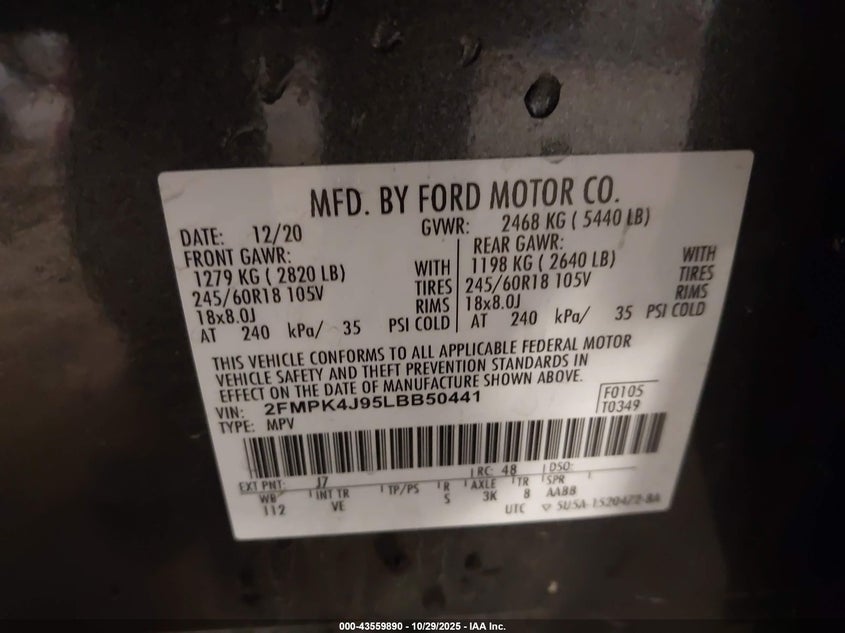 MFD. BY FORD MOTOR CO.
DATE: 12/20 GVWR: 2468 KG ( 5440 LB)
FRONT GAWR: REAR GAWR:
1279 KG ( 2820 LB) WITH 1198 KG ( 2640 LB) WITH
245/60R18 105V TIRES 245/60R18 105V TIRES
18x8.0J RIMS 18x8.0J RIMS
AT 240 kPa/ 35 PSI COLD AT 240 kPa/ 35 PSI COLD
THIS VEHICLE CONFORMS TO ALL APPLICABLE FEDERAL MOTOR
VEHICLE SAFETY AND THEFT PREVENTION STANDARDS IN
EFFECT ON THE DATE OF MANUFACTURE SHOWN ABOVE.
VIN: 2FMPK4J95LBB50441 F0105
TYPE: MPV T0349
EXT PNT: J7 RC: 48 DSO:
WB INT TR TP/PS R AXLE TR SPR
112 VE S 3K 8 AABB
UTC
000-43559890 - 10/29/2025 - IAA Inc.